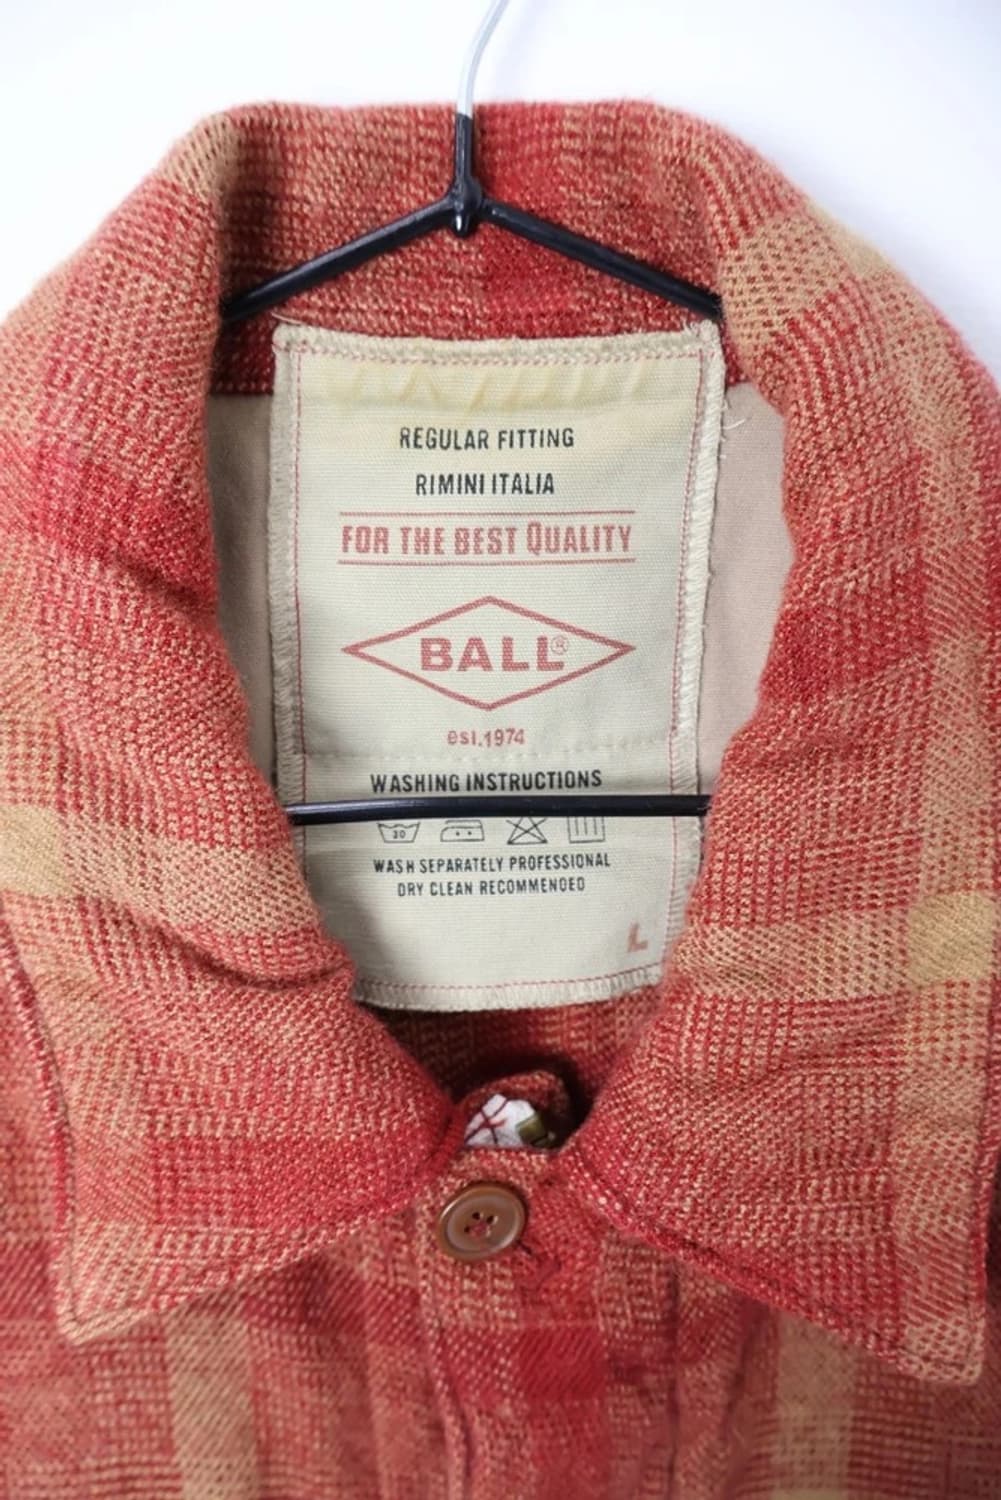 REGULAR FITTING
RIMINI ITALIA
FOR THE BEST QUALITY
BALL®
est.1974
WASHING INSTRUCTIONS
30
WASH SEPARATELY PROFESSIONAL
DRY CLEAN RECOMMENDED
L